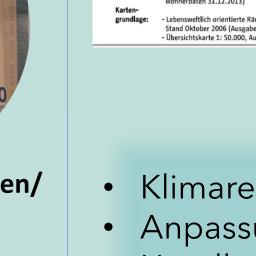 wohnerdaten 31.12.2013)
Karten-
grundlage:
- Lebensweltlich orientierte Rä
Stand Oktober 2006 (Ausgabe
- Übersichtskarte 1: 50.000, Au
0
en/
• Klimare
• Anpassu